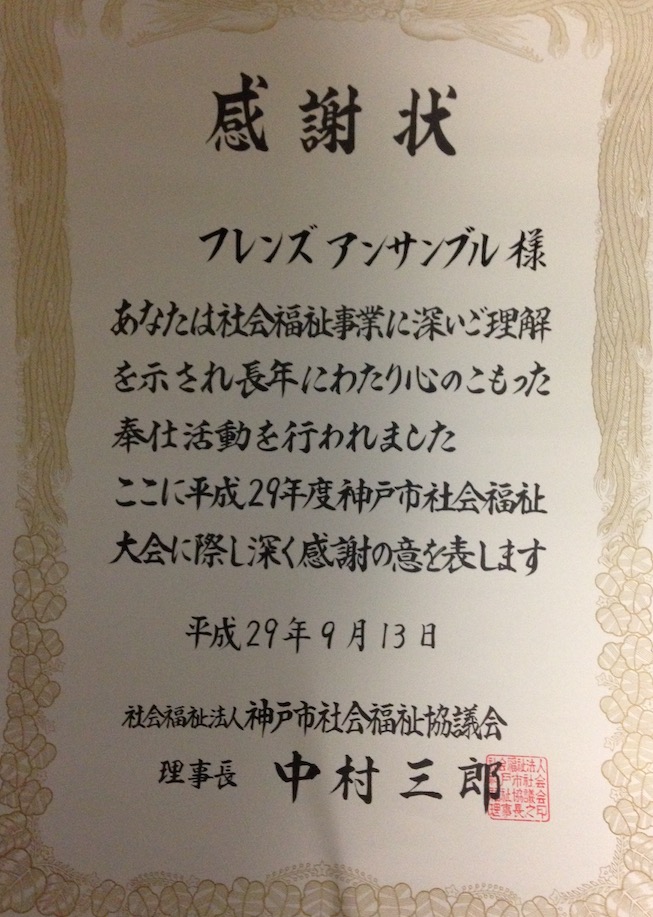 感謝状
フレンズ アンサンブル 様
あなたは社会福祉事業に深いご理解
を示され長年にわたり心のこもった
奉仕活動を行われました
ここに平成29年度神戸市社会福祉
大会に際し深く感謝の意を表します
平成29年9月13日
社会福祉法人神戸市社会福祉協議会
理事長 中村三郎